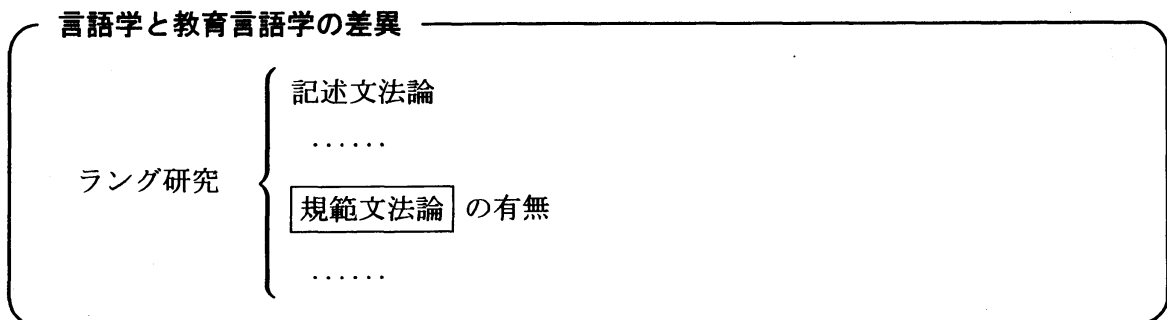 言語学と教育言語学の差異
記述文法論
......
ラング研究
規範文法論 の有無
......